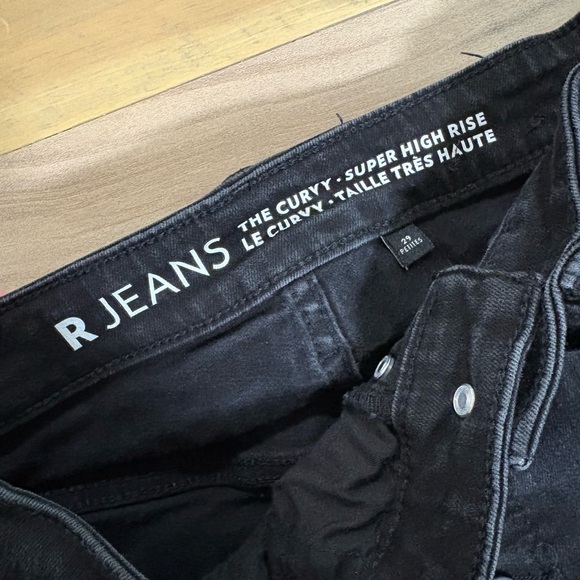 R JEANS
THE CURVY • SUPER HIGH RISE
LE CURVY • TAILLE TRÈS HAUTE
29
PETITES